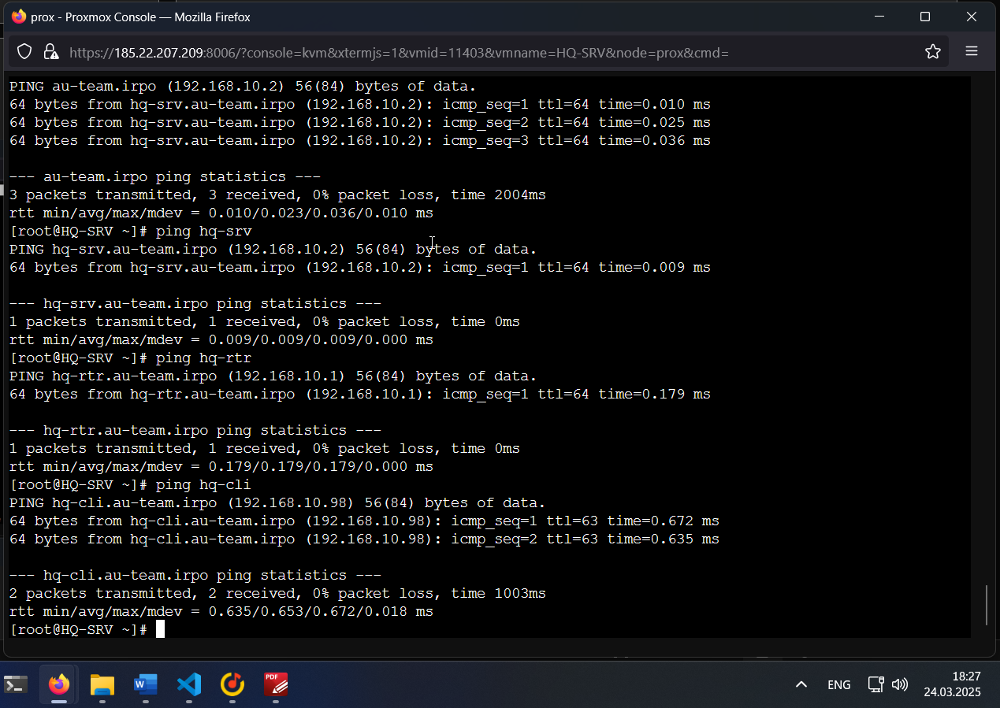 prox - Proxmox Console — Mozilla Firefox
https://185.22.207.209:8006/?console=kvm&xtermjs=1&vmid=11403&vmname=HQ-SRV&node=prox&cmd=
PING au-team.irpo (192.168.10.2) 56(84) bytes of data.
64 bytes from hq-srv.au-team.irpo (192.168.10.2): icmp_seq=1 ttl=64 time=0.010 ms
64 bytes from hq-srv.au-team.irpo (192.168.10.2): icmp_seq=2 ttl=64 time=0.025 ms
64 bytes from hq-srv.au-team.irpo (192.168.10.2): icmp_seq=3 ttl=64 time=0.036 ms
--- au-team.irpo ping statistics ---
3 packets transmitted, 3 received, 0% packet loss, time 2004ms
rtt min/avg/max/mdev = 0.010/0.023/0.036/0.010 ms
[root@HQ-SRV ~]# ping hq-srv
PING hq-srv.au-team.irpo (192.168.10.2) 56(84) bytes of data.
64 bytes from hq-srv.au-team.irpo (192.168.10.2): icmp_seq=1 ttl=64 time=0.009 ms
--- hq-srv.au-team.irpo ping statistics ---
1 packets transmitted, 1 received, 0% packet loss, time 0ms
rtt min/avg/max/mdev = 0.009/0.009/0.009/0.000 ms
[root@HQ-SRV ~]# ping hq-rtr
PING hq-rtr.au-team.irpo (192.168.10.1) 56(84) bytes of data.
64 bytes from hq-rtr.au-team.irpo (192.168.10.1): icmp_seq=1 ttl=64 time=0.179 ms
--- hq-rtr.au-team.irpo ping statistics ---
1 packets transmitted, 1 received, 0% packet loss, time 0ms
rtt min/avg/max/mdev = 0.179/0.179/0.179/0.000 ms
[root@HQ-SRV ~]# ping hq-cli
PING hq-cli.au-team.irpo (192.168.10.98) 56(84) bytes of data.
64 bytes from hq-cli.au-team.irpo (192.168.10.98): icmp_seq=1 ttl=63 time=0.672 ms
64 bytes from hq-cli.au-team.irpo (192.168.10.98): icmp_seq=2 ttl=63 time=0.635 ms
--- hq-cli.au-team.irpo ping statistics ---
2 packets transmitted, 2 received, 0% packet loss, time 1003ms
rtt min/avg/max/mdev = 0.635/0.653/0.672/0.018 ms
[root@HQ-SRV ~]#
W
PDF
ENG
18:27
24.03.2025